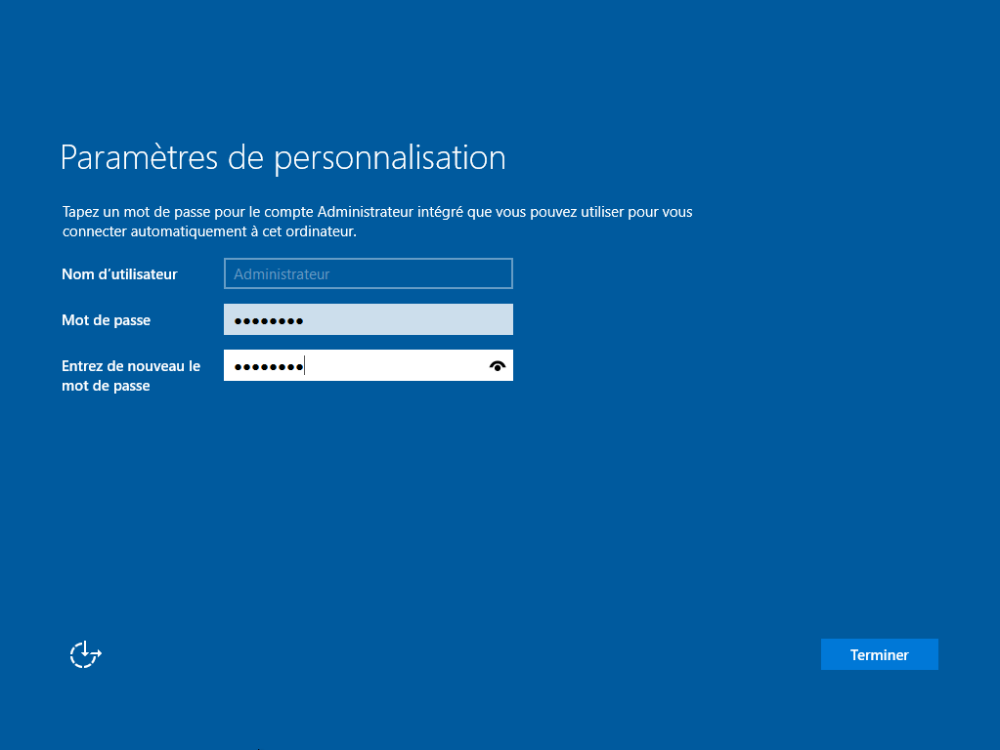 Paramètres de personnalisation
Tapez un mot de passe pour le compte Administrateur intégré que vous pouvez utiliser pour vous
connecter automatiquement à cet ordinateur.
Nom d'utilisateur
Administrateur
Mot de passe
••••••••
Entrez de nouveau le
mot de passe
••••••••
Terminer